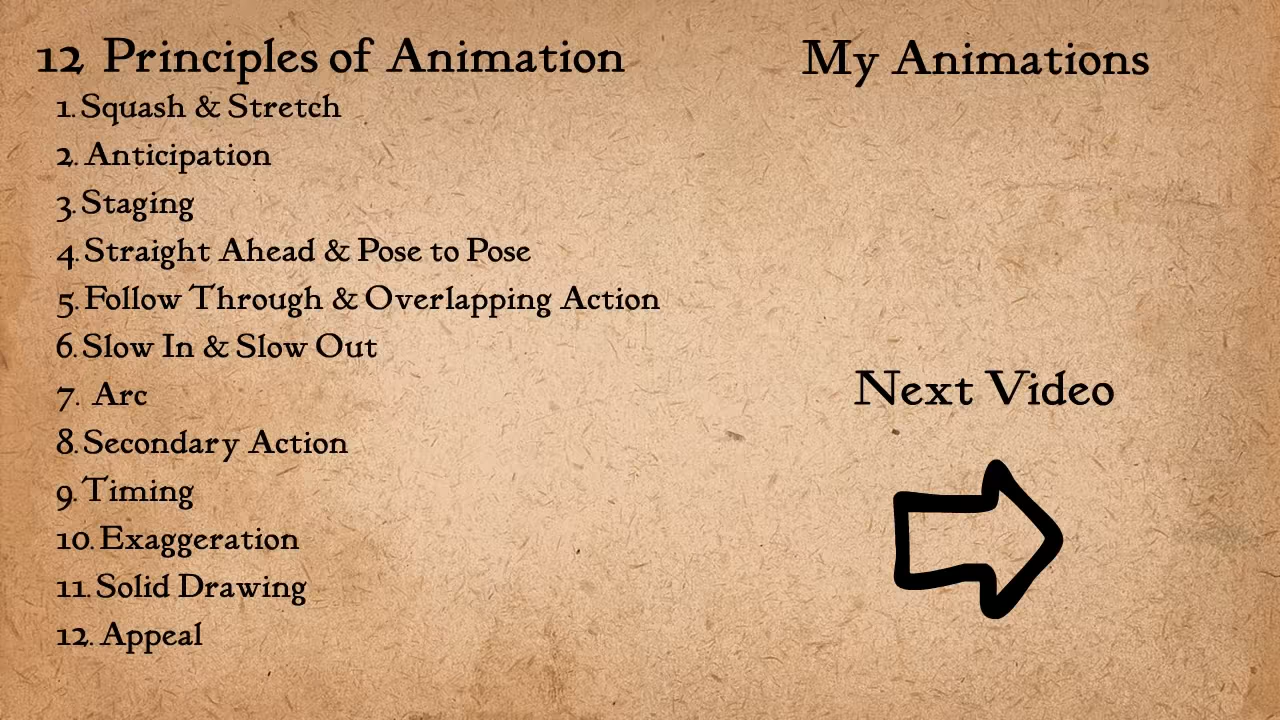 12 Principles of Animation
1. Squash & Stretch
2. Anticipation
3. Staging
4. Straight Ahead & Pose to Pose
5. Follow Through & Overlapping Action
6. Slow In & Slow Out
7. Arc
8. Secondary Action
9. Timing
10. Exaggeration
11. Solid Drawing
12. Appeal
My Animations
Next Video